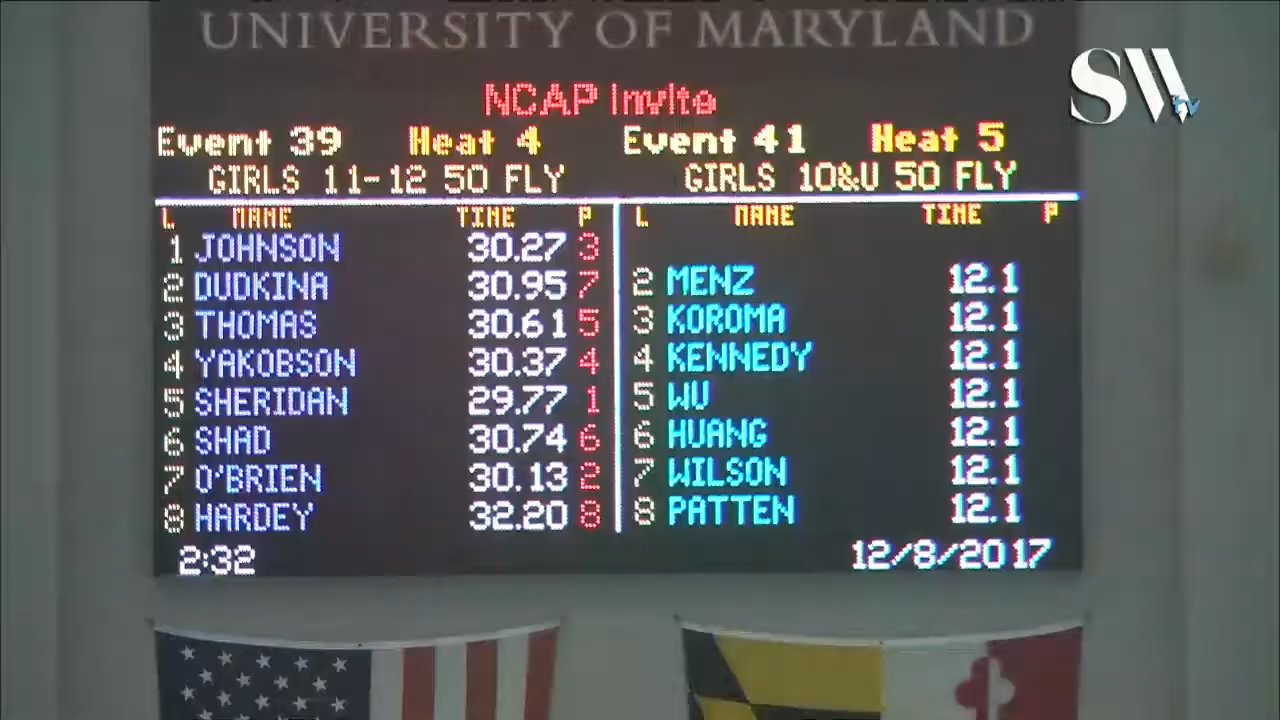 UNIVERSITY OF MARYLAND
SWtv
NCAP Invite
Event 39 Heat 4 Event 41 Heat 5
GIRLS 11-12 50 FLY GIRLS 10&U 50 FLY
L NAME TIME P L NAME TIME P
1 JOHNSON 30.27 3
2 DUDKINA 30.95 7 2 MENZ 12.1
3 THOMAS 30.61 5 3 KOROMA 12.1
4 YAKOBSON 30.37 4 4 KENNEDY 12.1
5 SHERIDAN 29.77 1 5 WU 12.1
6 SHAD 30.74 6 6 HUANG 12.1
7 O'BRIEN 30.13 2 7 WILSON 12.1
8 HARDEY 32.20 8 8 PATTEN 12.1
2:32 12/8/2017